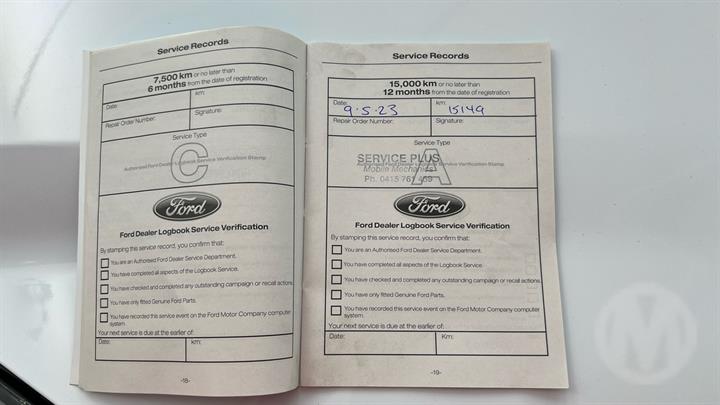 Service Records
7,500 km or no later than
6 months from the date of registration
Date:
km:
Repair Order Number:
Signature:
Service Type
C
Authorised Ford Dealer Logbook Service Verification Stamp
Ford
Ford Dealer Logbook Service Verification
By stamping this service record, you confirm that:
You are an Authorised Ford Dealer Service Department.
You have completed all aspects of the Logbook Service.
You have checked and completed any outstanding campaign or recall actions.
You have only fitted Genuine Ford Parts.
You have recorded this service event on the Ford Motor Company computer
system.
Your next service is due at the earlier of:
Date:
km:
-18-
Service Records
15,000 km or no later than
12 months from the date of registration
Date:
9.5.23
km:
15149
Repair Order Number:
Signature:
Service Type
SERVICE PLUS
Authorised Ford Dealer Logbook Service Verification Stamp
A
Mobile Mechanics
Ph. 0415 761 459
Ford
Ford Dealer Logbook Service Verification
By stamping this service record, you confirm that:
You are an Authorised Ford Dealer Service Department.
You have completed all aspects of the Logbook Service.
You have checked and completed any outstanding campaign or recall actions.
You have only fitted Genuine Ford Parts.
You have recorded this service event on the Ford Motor Company computer
system.
Your next service is due at the earlier of:
Date:
Km:
-19-
M